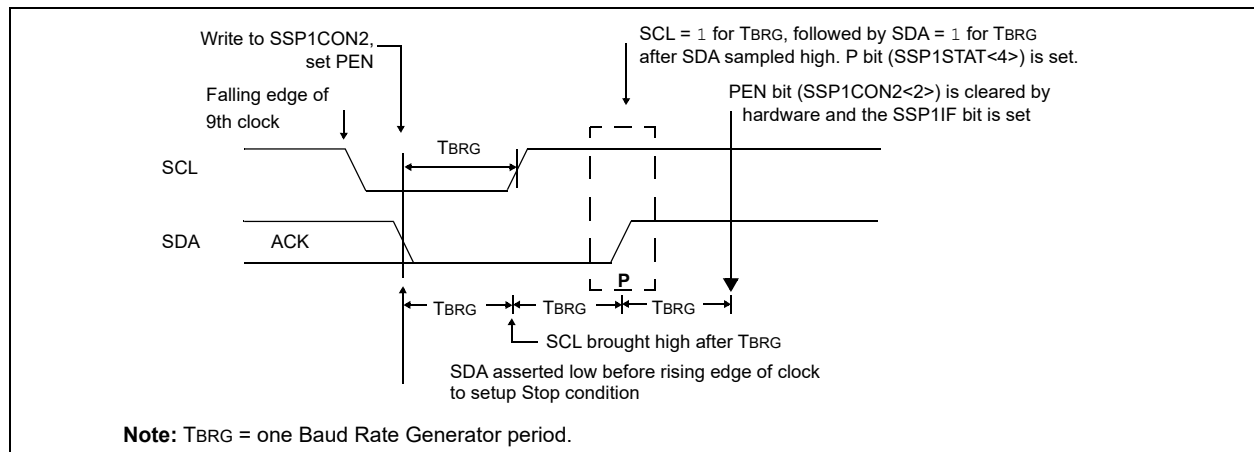 Write to SSP1CON2,
set PEN
SCL = 1 for TBRG, followed by SDA = 1 for TBRG
after SDA sampled high. P bit (SSP1STAT<4>) is set.
PEN bit (SSP1CON2<2>) is cleared by
hardware and the SSP1IF bit is set
Falling edge of
9th clock
TBRG
SCL
SDA
ACK
P
TBRG
TBRG
TBRG
SCL brought high after TBRG
SDA asserted low before rising edge of clock
to setup Stop condition
Note: TBRG = one Baud Rate Generator period.